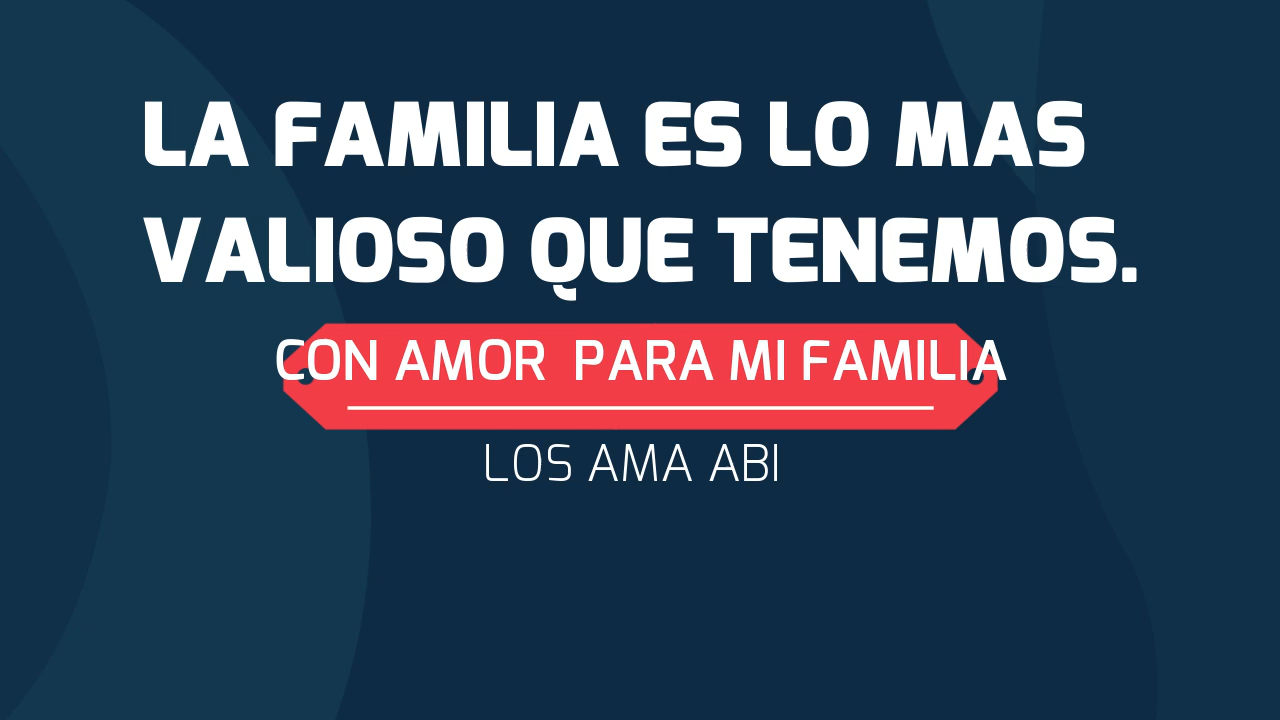 LA FAMILIA ES LO MAS
VALIOSO QUE TENEMOS.
CON AMOR  PARA MI FAMILIA
LOS AMA ABI